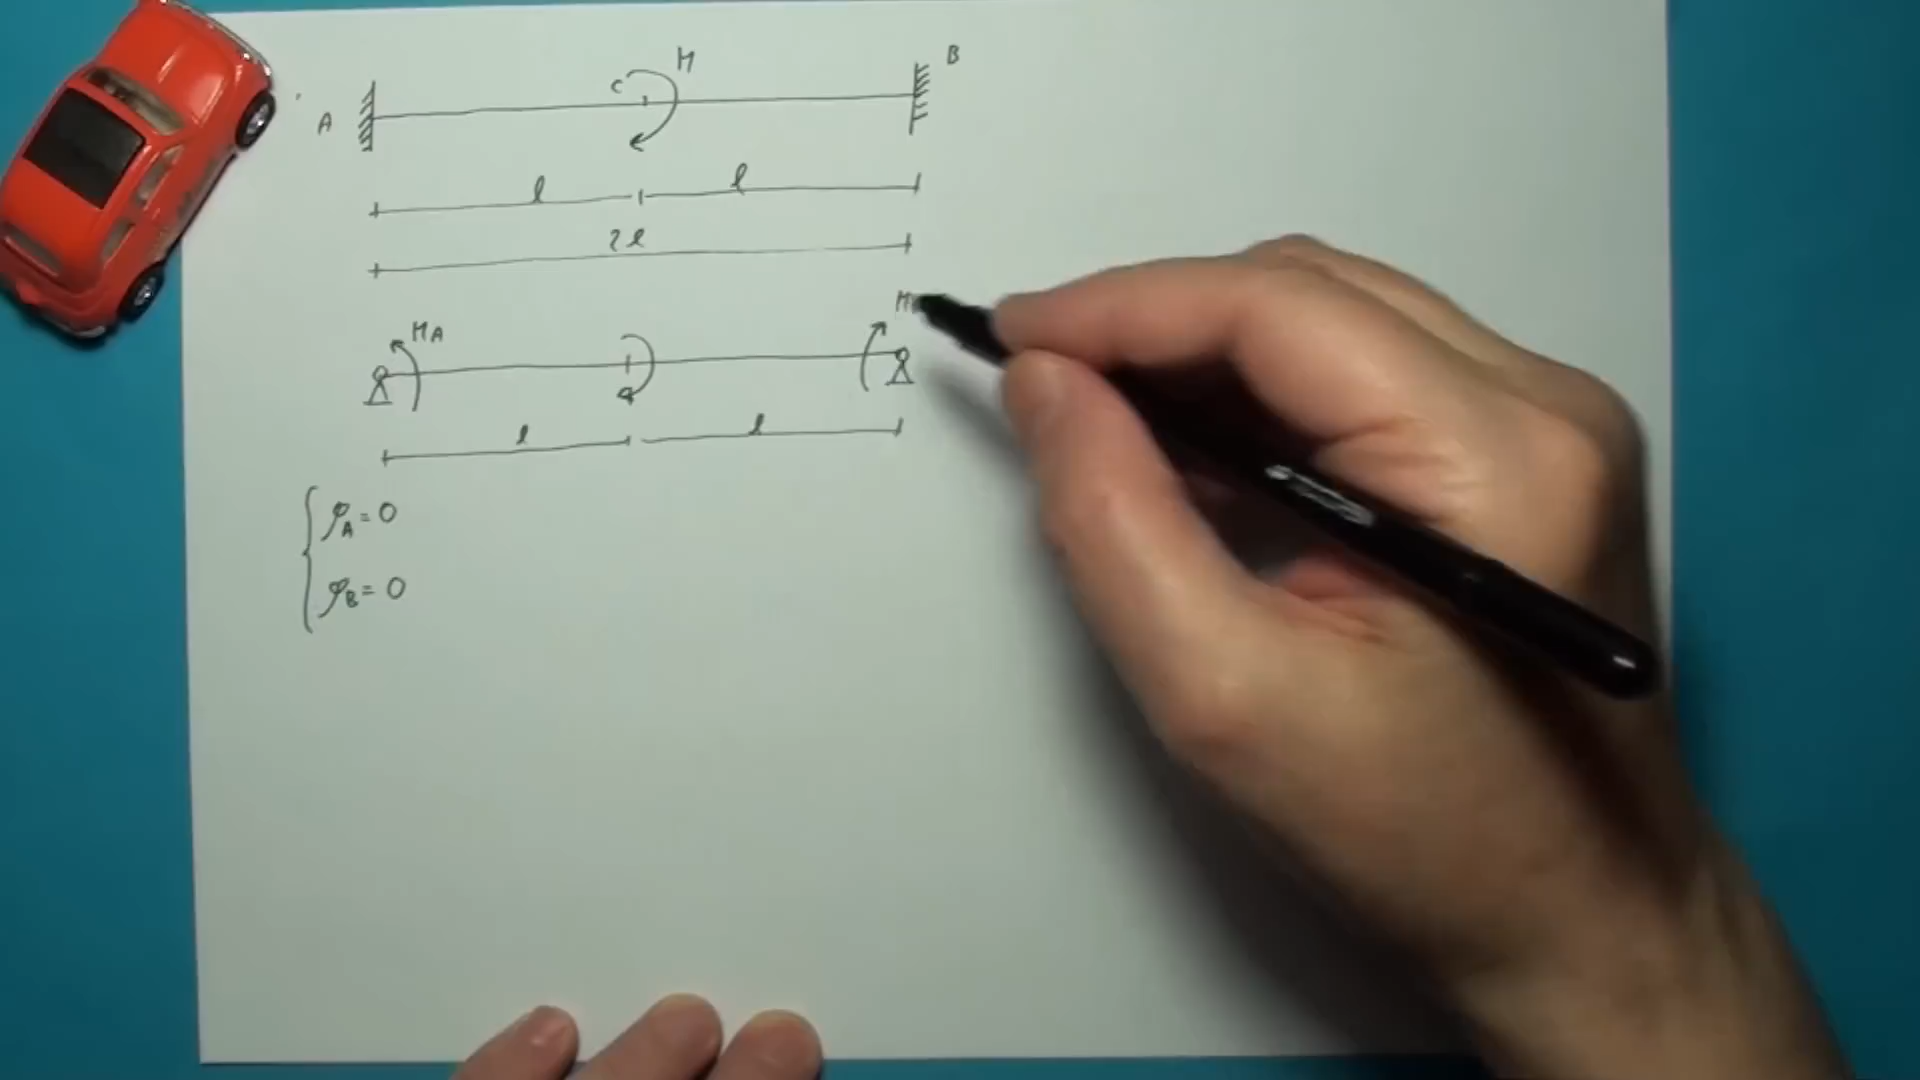 A C M B
l l
2l
MA M
l l
φA = 0
φB = 0